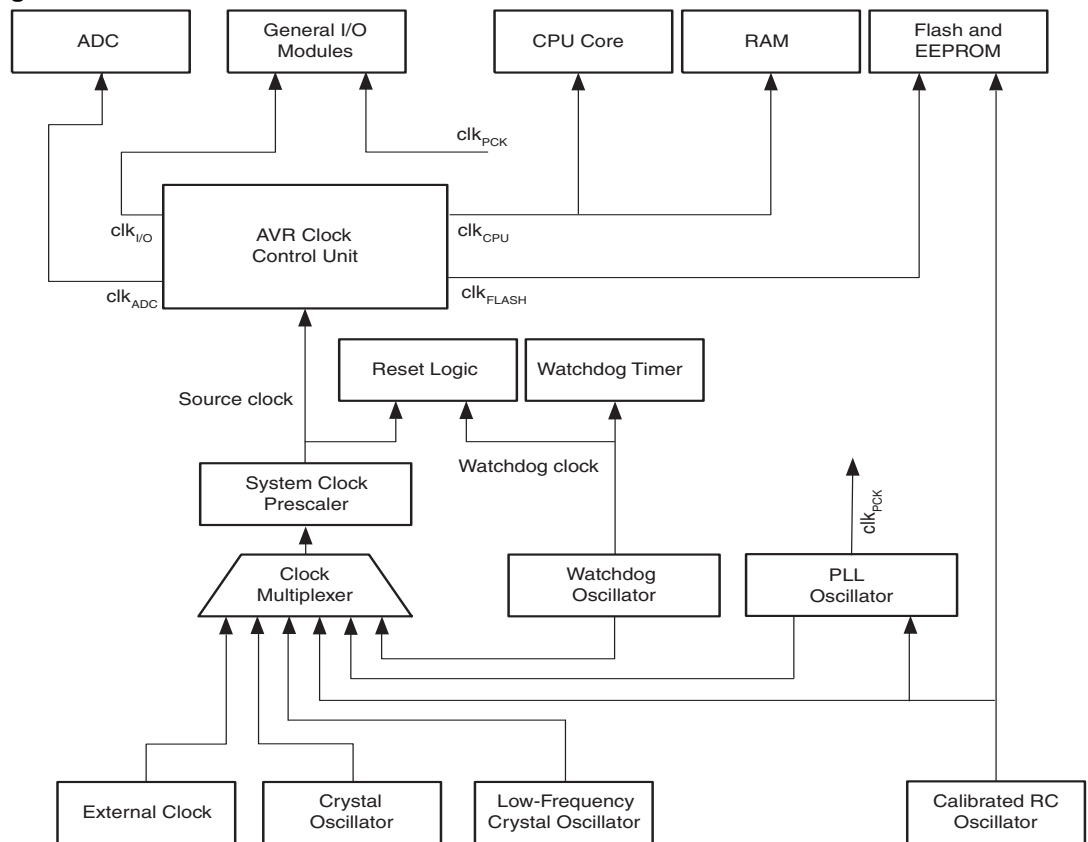 ADC
General I/O
Modules
CPU Core
RAM
Flash and
EEPROM
clkPCK
clkI/O
AVR Clock
Control Unit
clkCPU
clkADC
clkFLASH
Reset Logic
Watchdog Timer
Source clock
Watchdog clock
System Clock
Prescaler
clkPCK
Clock
Multiplexer
Watchdog
Oscillator
PLL
Oscillator
External Clock
Crystal
Oscillator
Low-Frequency
Crystal Oscillator
Calibrated RC
Oscillator